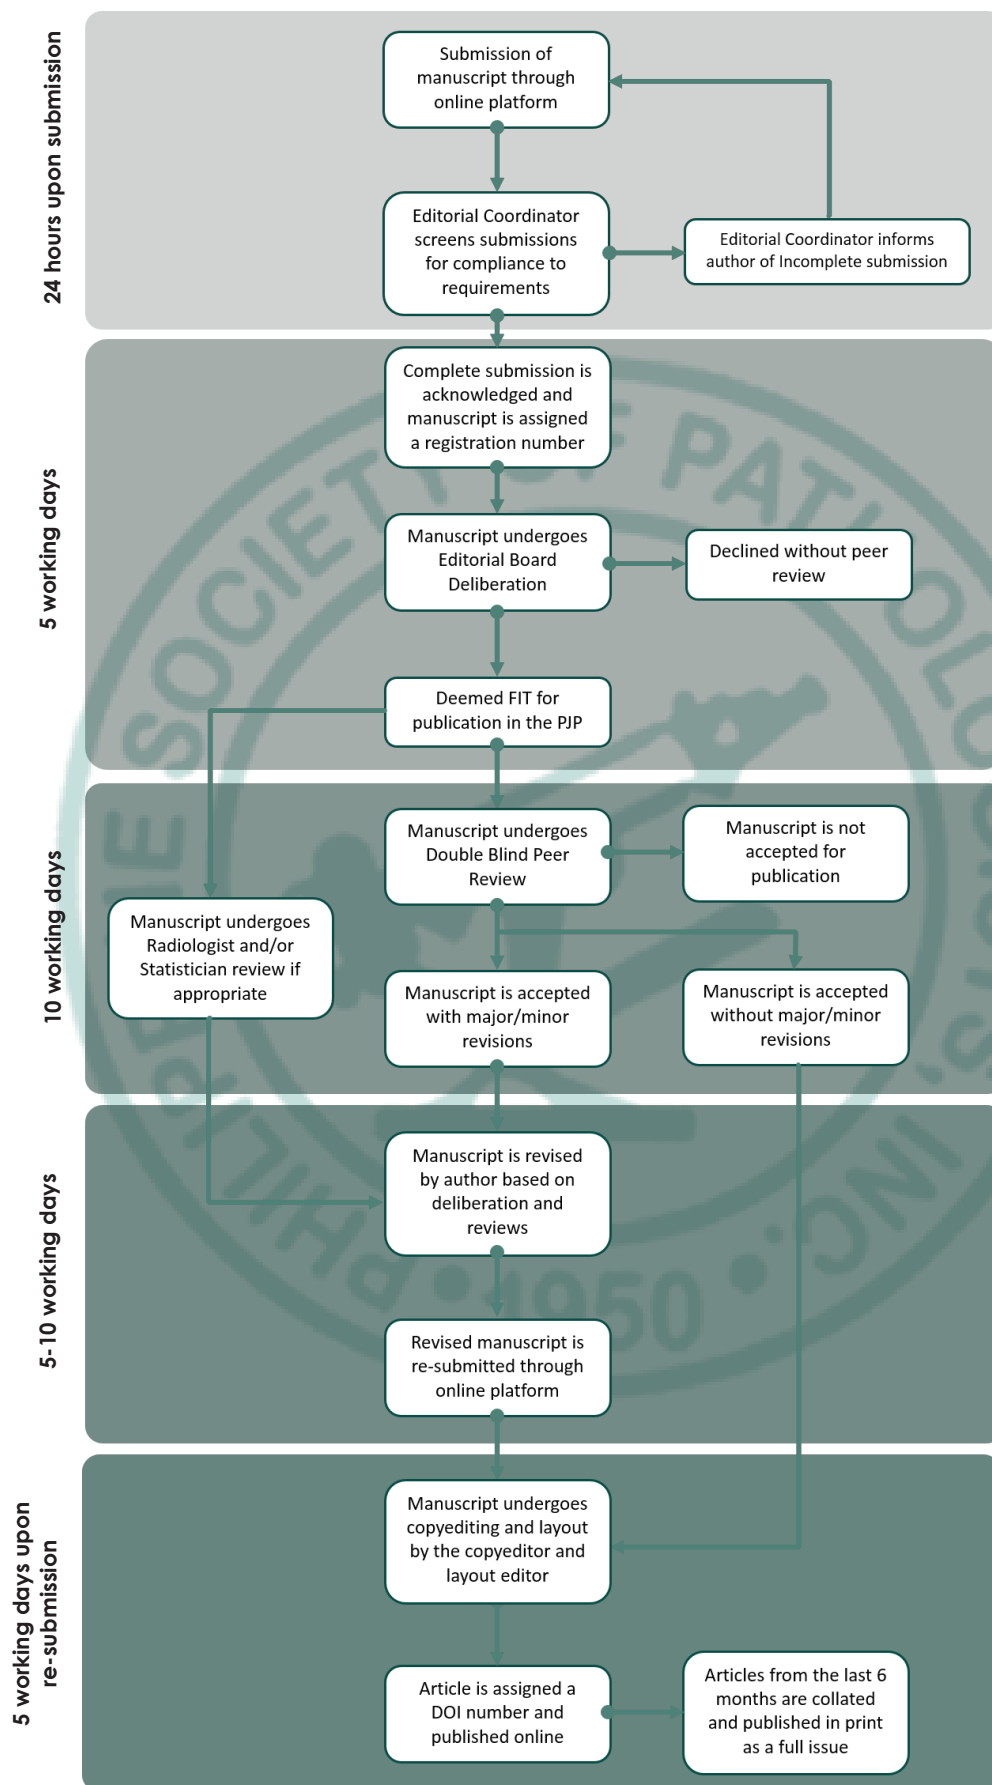 24 hours upon submission
Submission of
manuscript through
online platform
Editorial Coordinator
screens submissions
for compliance to
requirements
Editorial Coordinator informs
author of Incomplete submission
5 working days
Complete submission is
acknowledged and
manuscript is assigned
a registration number
Manuscript undergoes
Editorial Board
Deliberation
Declined without peer
review
Deemed FIT for
publication in the PJP
10 working days
Manuscript undergoes
Double Blind Peer
Review
Manuscript is not
accepted for
publication
Manuscript undergoes
Radiologist and/or
Statistician review if
appropriate
Manuscript is accepted
with major/minor
revisions
Manuscript is accepted
without major/minor
revisions
5-10 working days
Manuscript is revised
by author based on
deliberation and
reviews
Revised manuscript is
re-submitted through
online platform
5 working days upon
re-submission
Manuscript undergoes
copyediting and layout
by the copyeditor and
layout editor
Article is assigned a
DOI number and
published online
Articles from the last 6
months are collated
and published in print
as a full issue
PHILIPPINE SOCIETY OF PATHOLOGISTS, INC.
1950